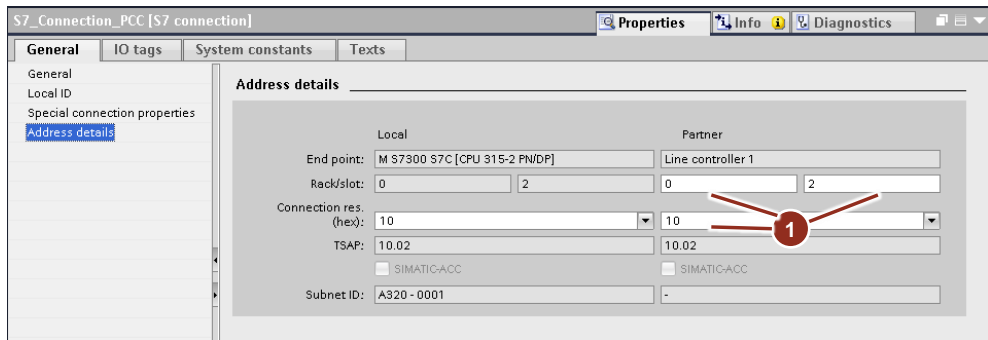 S7_Connection_PCC [S7 connection] Properties Info Diagnostics
General IO tags System constants Texts
General
Local ID
Special connection properties
Address details
Address details
Local Partner
End point: M S7300 S7C [CPU 315-2 PN/DP] Line controller 1
Rack/slot: 0 2 0 2
Connection res.
(hex): 10 10
1
TSAP: 10.02 10.02
SIMATIC-ACC SIMATIC-ACC
Subnet ID: A320 - 0001 -